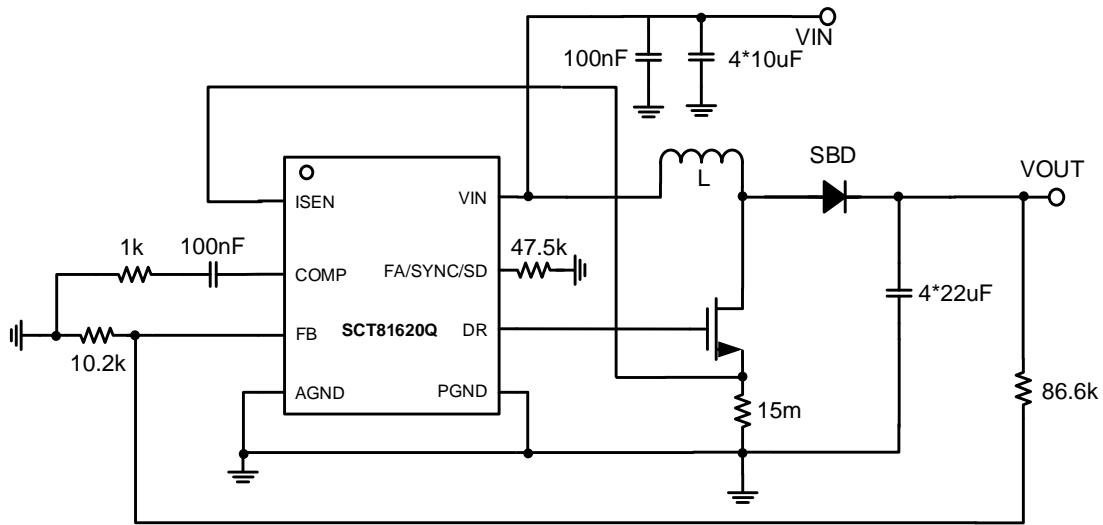 VIN
100nF
4*10uF
SBD
VOUT
L
ISEN
VIN
1k
100nF
47.5k
COMP
FA/SYNC/SD
4*22uF
FB
SCT81620Q
DR
10.2k
AGND
PGND
15m
86.6k